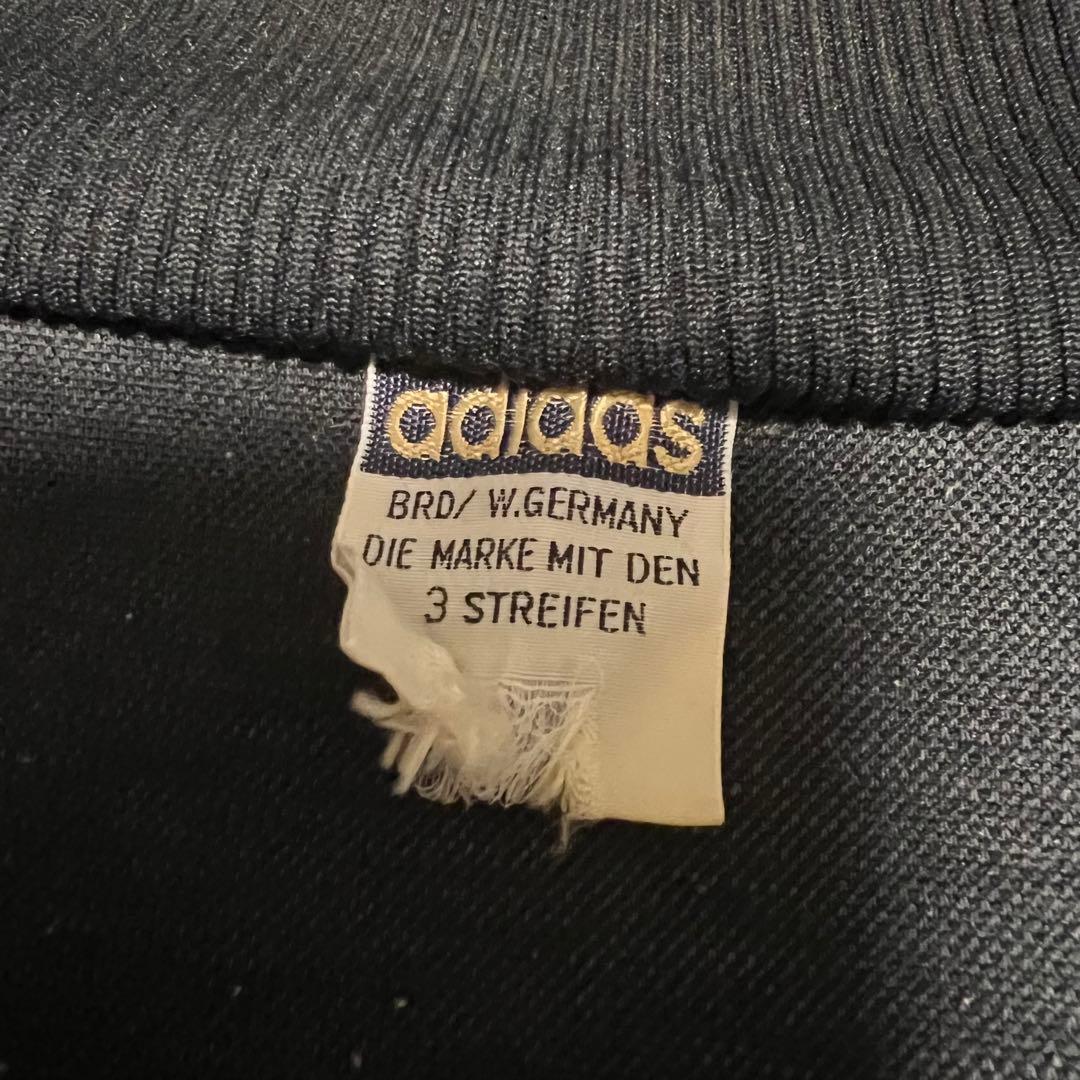 adidas
BRD/ W.GERMANY
DIE MARKE MIT DEN
3 STREIFEN